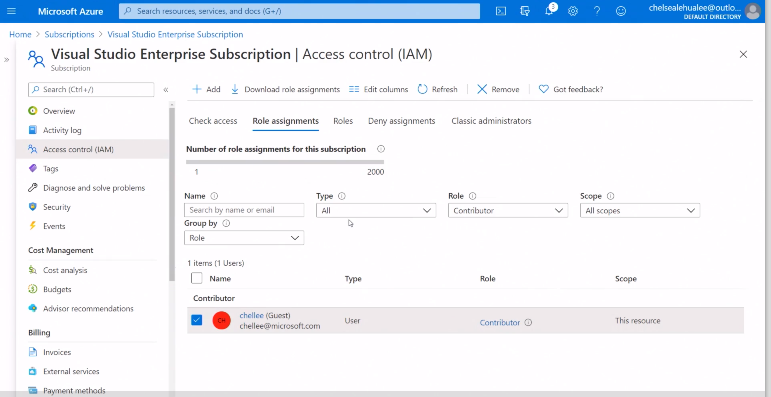 Microsoft Azure
Search resources, services, and docs (G+/)
3
chelsealehualee@outlo...
DEFAULT DIRECTORY
Home > Subscriptions > Visual Studio Enterprise Subscription
Visual Studio Enterprise Subscription | Access control (IAM)
Subscription
Search (Ctrl+/)
Overview
Activity log
Access control (IAM)
Tags
Diagnose and solve problems
Security
Events
Cost Management
Cost analysis
Budgets
Advisor recommendations
Billing
Invoices
External services
Payment methods
Add
Download role assignments
Edit columns
Refresh
Remove
Got feedback?
Check access
Role assignments
Roles
Deny assignments
Classic administrators
Number of role assignments for this subscription
1
2000
Name
Search by name or email
Type
All
Role
Contributor
Scope
All scopes
Group by
Role
1 items (1 Users)
Name Type Role Scope
Contributor
CH
chellee (Guest)
chellee@microsoft.com
User
Contributor
This resource